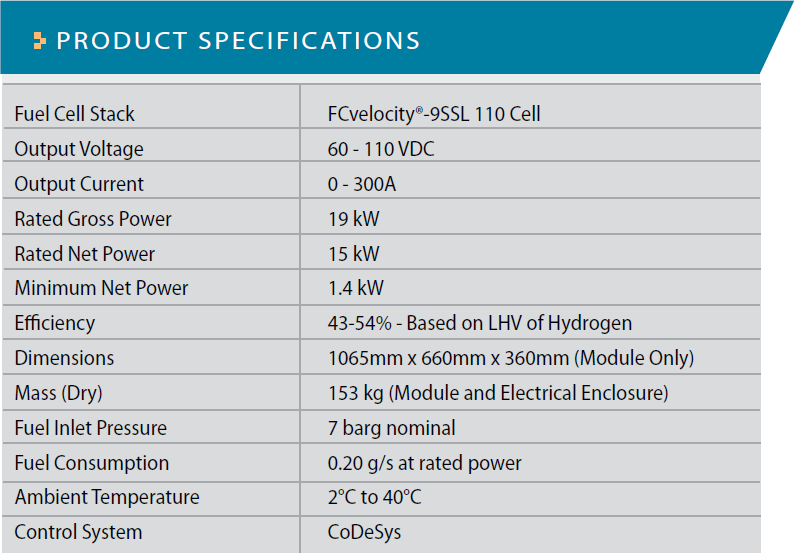 PRODUCT SPECIFICATIONS
Fuel Cell Stack FCvelocity®-9SSL 110 Cell
Output Voltage 60 - 110 VDC
Output Current 0 - 300A
Rated Gross Power 19 kW
Rated Net Power 15 kW
Minimum Net Power 1.4 kW
Efficiency 43-54% - Based on LHV of Hydrogen
Dimensions 1065mm x 660mm x 360mm (Module Only)
Mass (Dry) 153 kg (Module and Electrical Enclosure)
Fuel Inlet Pressure 7 barg nominal
Fuel Consumption 0.20 g/s at rated power
Ambient Temperature 2°C to 40°C
Control System CoDeSys